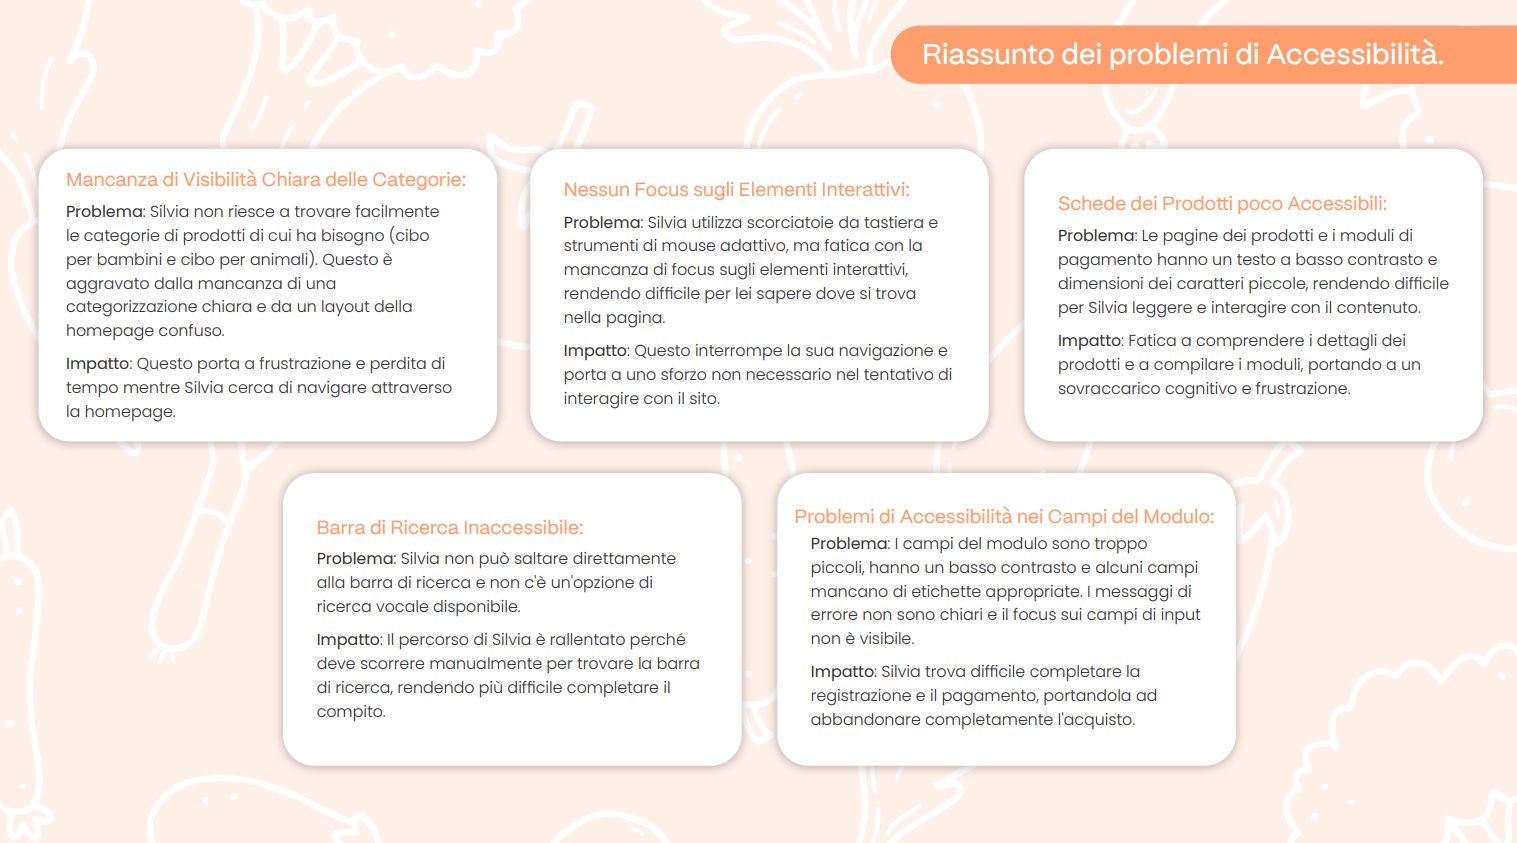 Riassunto dei problemi di Accessibilità.
Mancanza di Visibilità Chiara delle Categorie:
Problema: Silvia non riesce a trovare facilmente
le categorie di prodotti di cui ha bisogno (cibo
per bambini e cibo per animali). Questo è
aggravato dalla mancanza di una
categorizzazione chiara e da un layout della
homepage confuso.
Impatto: Questo porta a frustrazione e perdita di
tempo mentre Silvia cerca di navigare attraverso
la homepage.
Nessun Focus sugli Elementi Interattivi:
Problema: Silvia utilizza scorciatoie da tastiera e
strumenti di mouse adattivo, ma fatica con la
mancanza di focus sugli elementi interattivi,
rendendo difficile per lei sapere dove si trova
nella pagina.
Impatto: Questo interrompe la sua navigazione e
porta a uno sforzo non necessario nel tentativo di
interagire con il sito.
Schede dei Prodotti poco Accessibili:
Problema: Le pagine dei prodotti e i moduli di
pagamento hanno un testo a basso contrasto e
dimensioni dei caratteri piccole, rendendo difficile
per Silvia leggere e interagire con il contenuto.
Impatto: Fatica a comprendere i dettagli dei
prodotti e a compilare i moduli, portando a un
sovraccarico cognitivo e frustrazione.
Barra di Ricerca Inaccessibile:
Problema: Silvia non può saltare direttamente
alla barra di ricerca e non c'è un'opzione di
ricerca vocale disponibile.
Impatto: Il percorso di Silvia è rallentato perché
deve scorrere manualmente per trovare la barra
di ricerca, rendendo più difficile completare il
compito.
Problemi di Accessibilità nei Campi del Modulo:
Problema: I campi del modulo sono troppo
piccoli, hanno un basso contrasto e alcuni campi
mancano di etichette appropriate. I messaggi di
errore non sono chiari e il focus sui campi di input
non è visibile.
Impatto: Silvia trova difficile completare la
registrazione e il pagamento, portandola ad
abbandonare completamente l'acquisto.